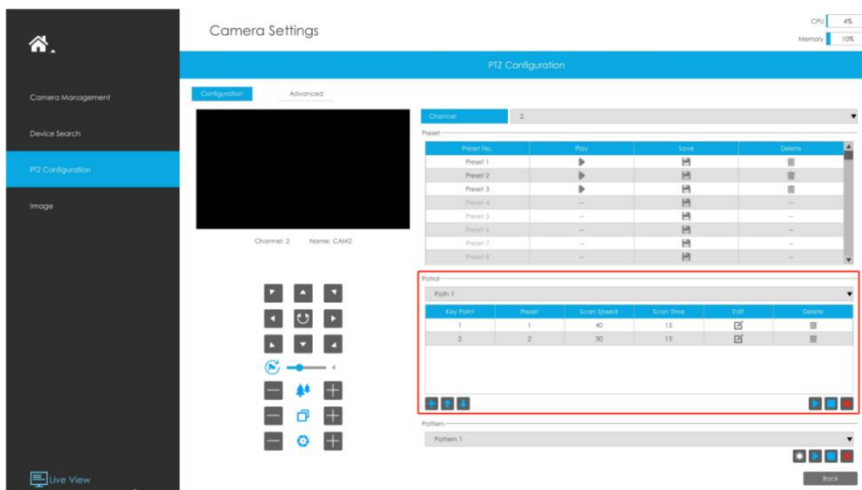 Camera Settings
CPU 4%
Memory 10%
PTZ Configuration
Configuration Advanced
Camera Management
Device Search
PTZ Configuration
Image
Live View
Channel: 2 Name: CAM2
4
Channel 2
Preset
Preset No. Play Save Delete
Preset 1
Preset 2
Preset 3
Preset 4 -- --
Preset 5 -- --
Preset 6 -- --
Preset 7 -- --
Preset 8 -- --
Patrol
Path 1
Key Point Preset Scan Speed Scan Time Edit Delete
1 1 40 15
2 2 30 15
Pattern
Pattern 1
Back